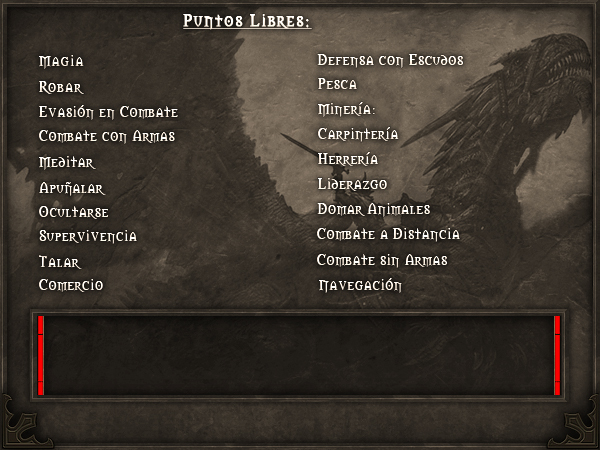 Puntos Libres:
Magia
Robar
Evasión en Combate
Combate con Armas
Meditar
Apuñalar
Ocultarse
Supervivencia
Talar
Comercio
Defensa con Escudos
Pesca
Minería:
Carpintería
Herrería
Liderazgo
Domar Animales
Combate a Distancia
Combate sin Armas
Navegación